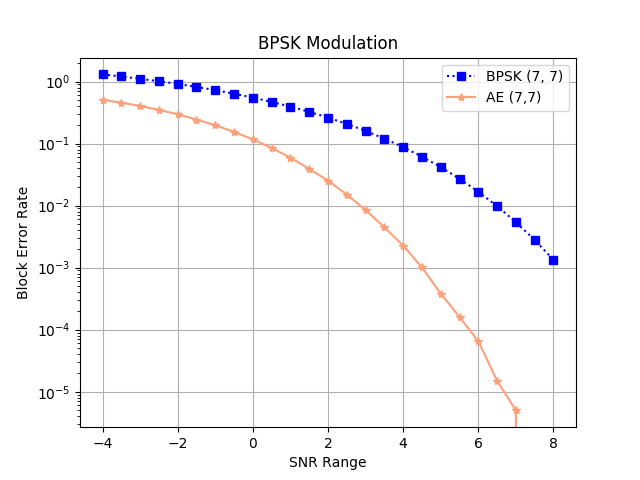 BPSK Modulation
BPSK (7, 7)
AE (7,7)
Block Error Rate
10⁰
10⁻¹
10⁻²
10⁻³
10⁻⁴
10⁻⁵
−4 −2 0 2 4 6 8
SNR Range